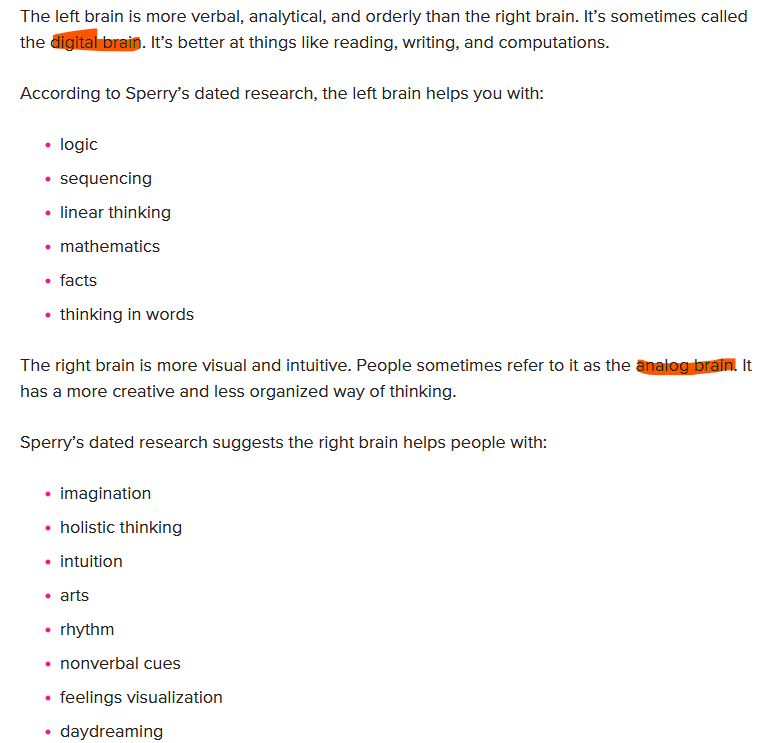 The left brain is more verbal, analytical, and orderly than the right brain. It’s sometimes called
the digital brain. It’s better at things like reading, writing, and computations.
According to Sperry’s dated research, the left brain helps you with:
• logic
• sequencing
• linear thinking
• mathematics
• facts
• thinking in words
The right brain is more visual and intuitive. People sometimes refer to it as the analog brain. It
has a more creative and less organized way of thinking.
Sperry’s dated research suggests the right brain helps people with:
• imagination
• holistic thinking
• intuition
• arts
• rhythm
• nonverbal cues
• feelings visualization
• daydreaming